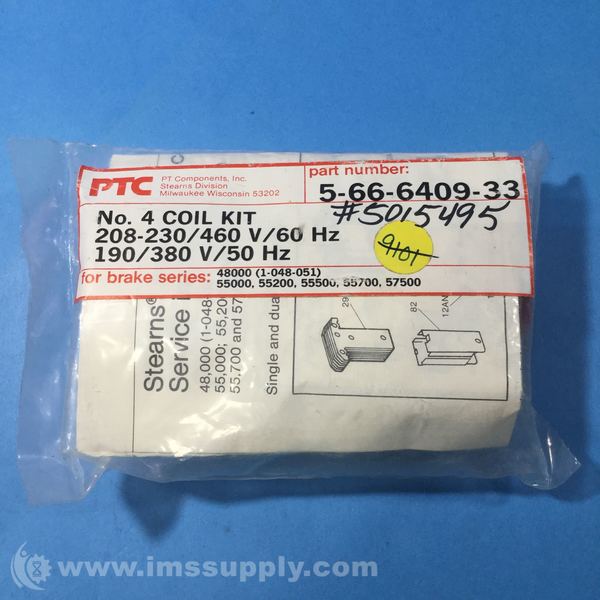 PTC
PT Components, Inc.
Stearns Division
Milwaukee Wisconsin 53202
part number:
5-66-6409-33
#5015495
No. 4 COIL KIT
208-230/460 V/60 Hz
190/380 V/50 Hz
9101
for brake series: 48000 (1-048-051)
55000, 55200, 55500, 55700, 57500
Stearns®
Service i
48,000 (1-048
55,000; 55,20
55,700 and 57
Single and dua
29
82
12AN
© www.imssupply.com